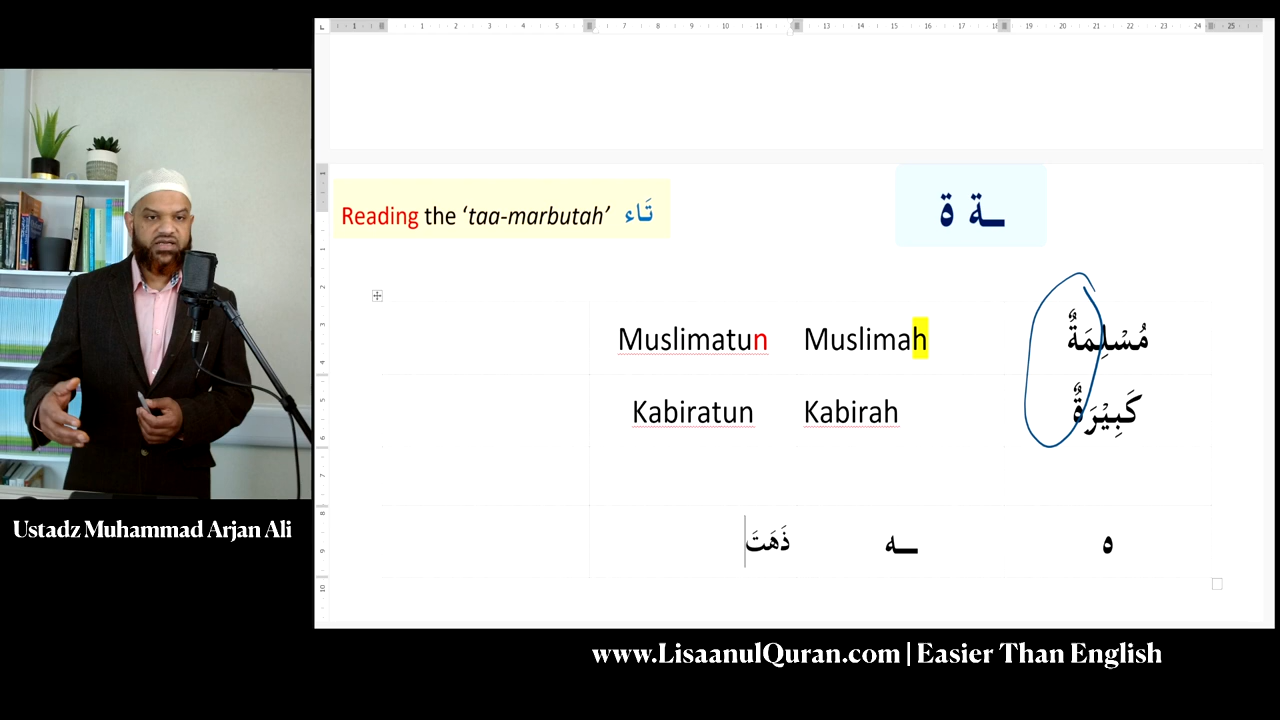 Reading the ‘taa-marbutah’ تَاء
ـة ة
Muslimatun Muslimah مُسْلِمَةٌ
Kabiratun Kabirah كَبِيْرَةٌ
ذَهَتَ ـه ه
Ustadz Muhammad Arjan Ali
www.LisaanulQuran.com | Easier Than English